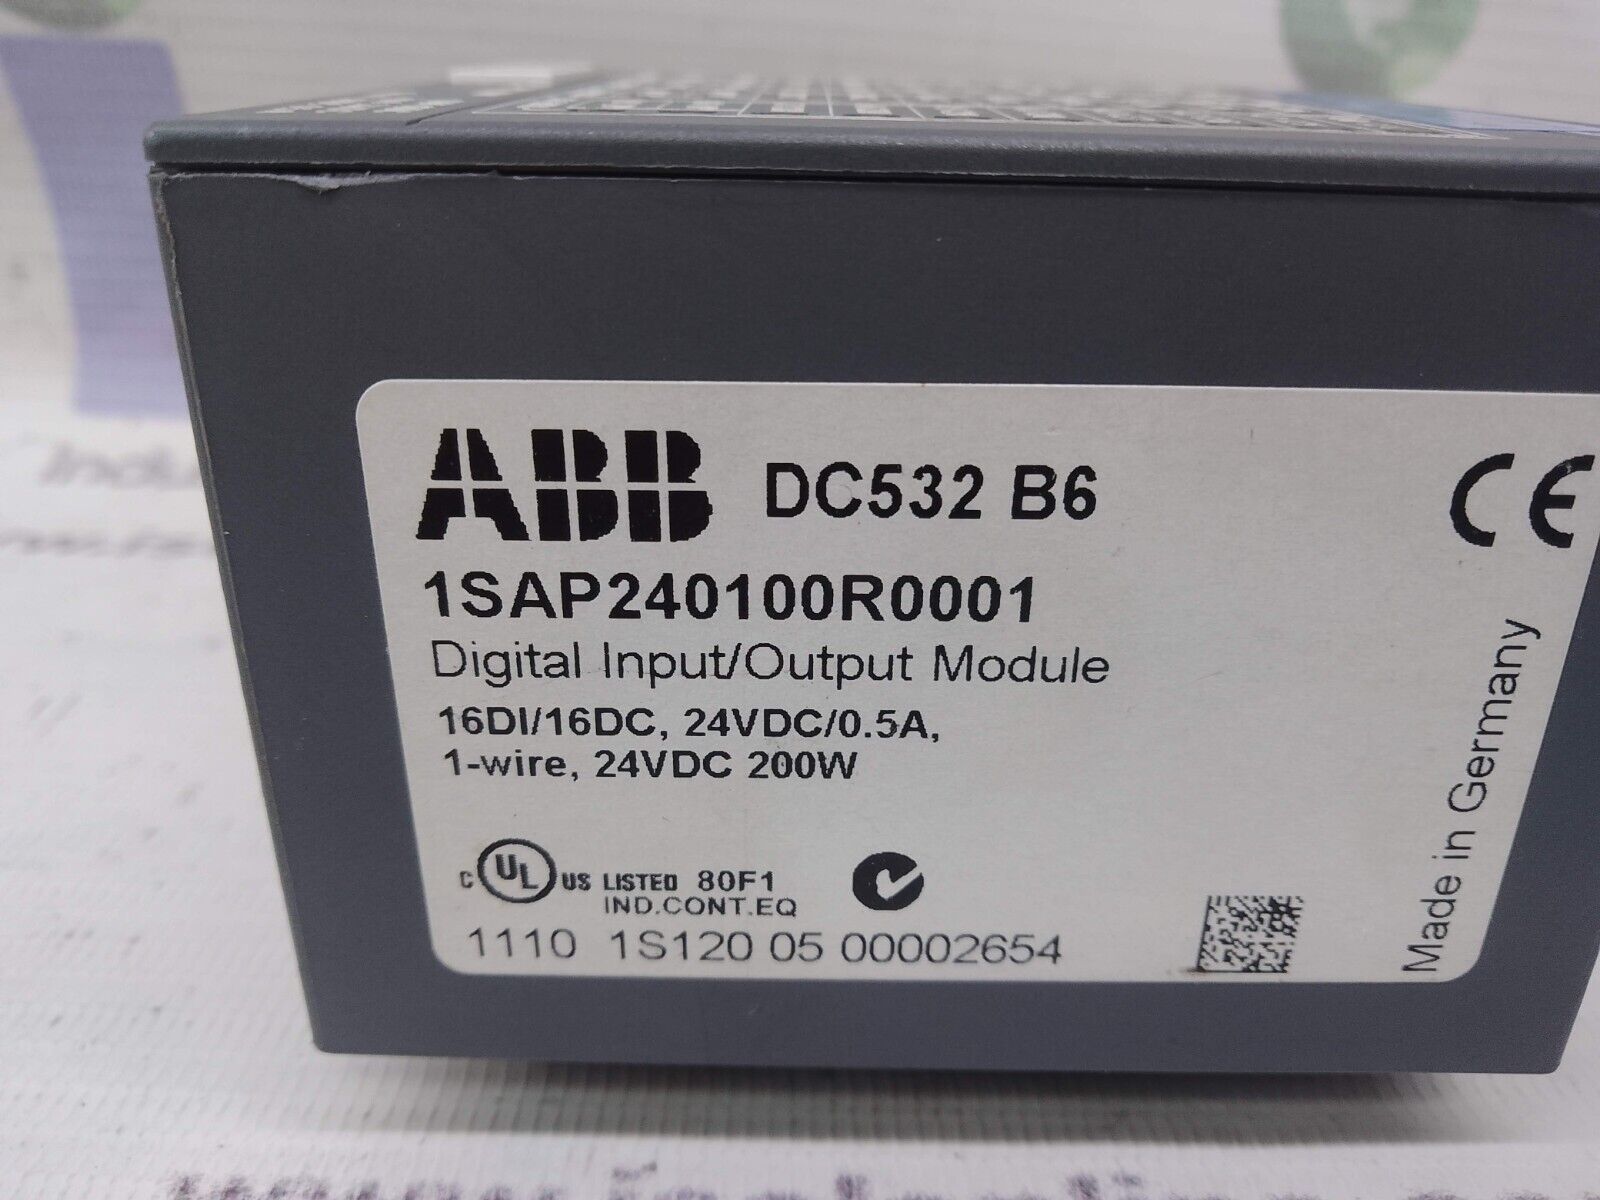 ABB DC532 B6
CE
1SAP240100R0001
Digital Input/Output Module
16DI/16DC, 24VDC/0.5A,
1-wire, 24VDC 200W
C UL US LISTED 80F1
IND.CONT.EQ
1110 1S120 05 00002654
Made in Germany